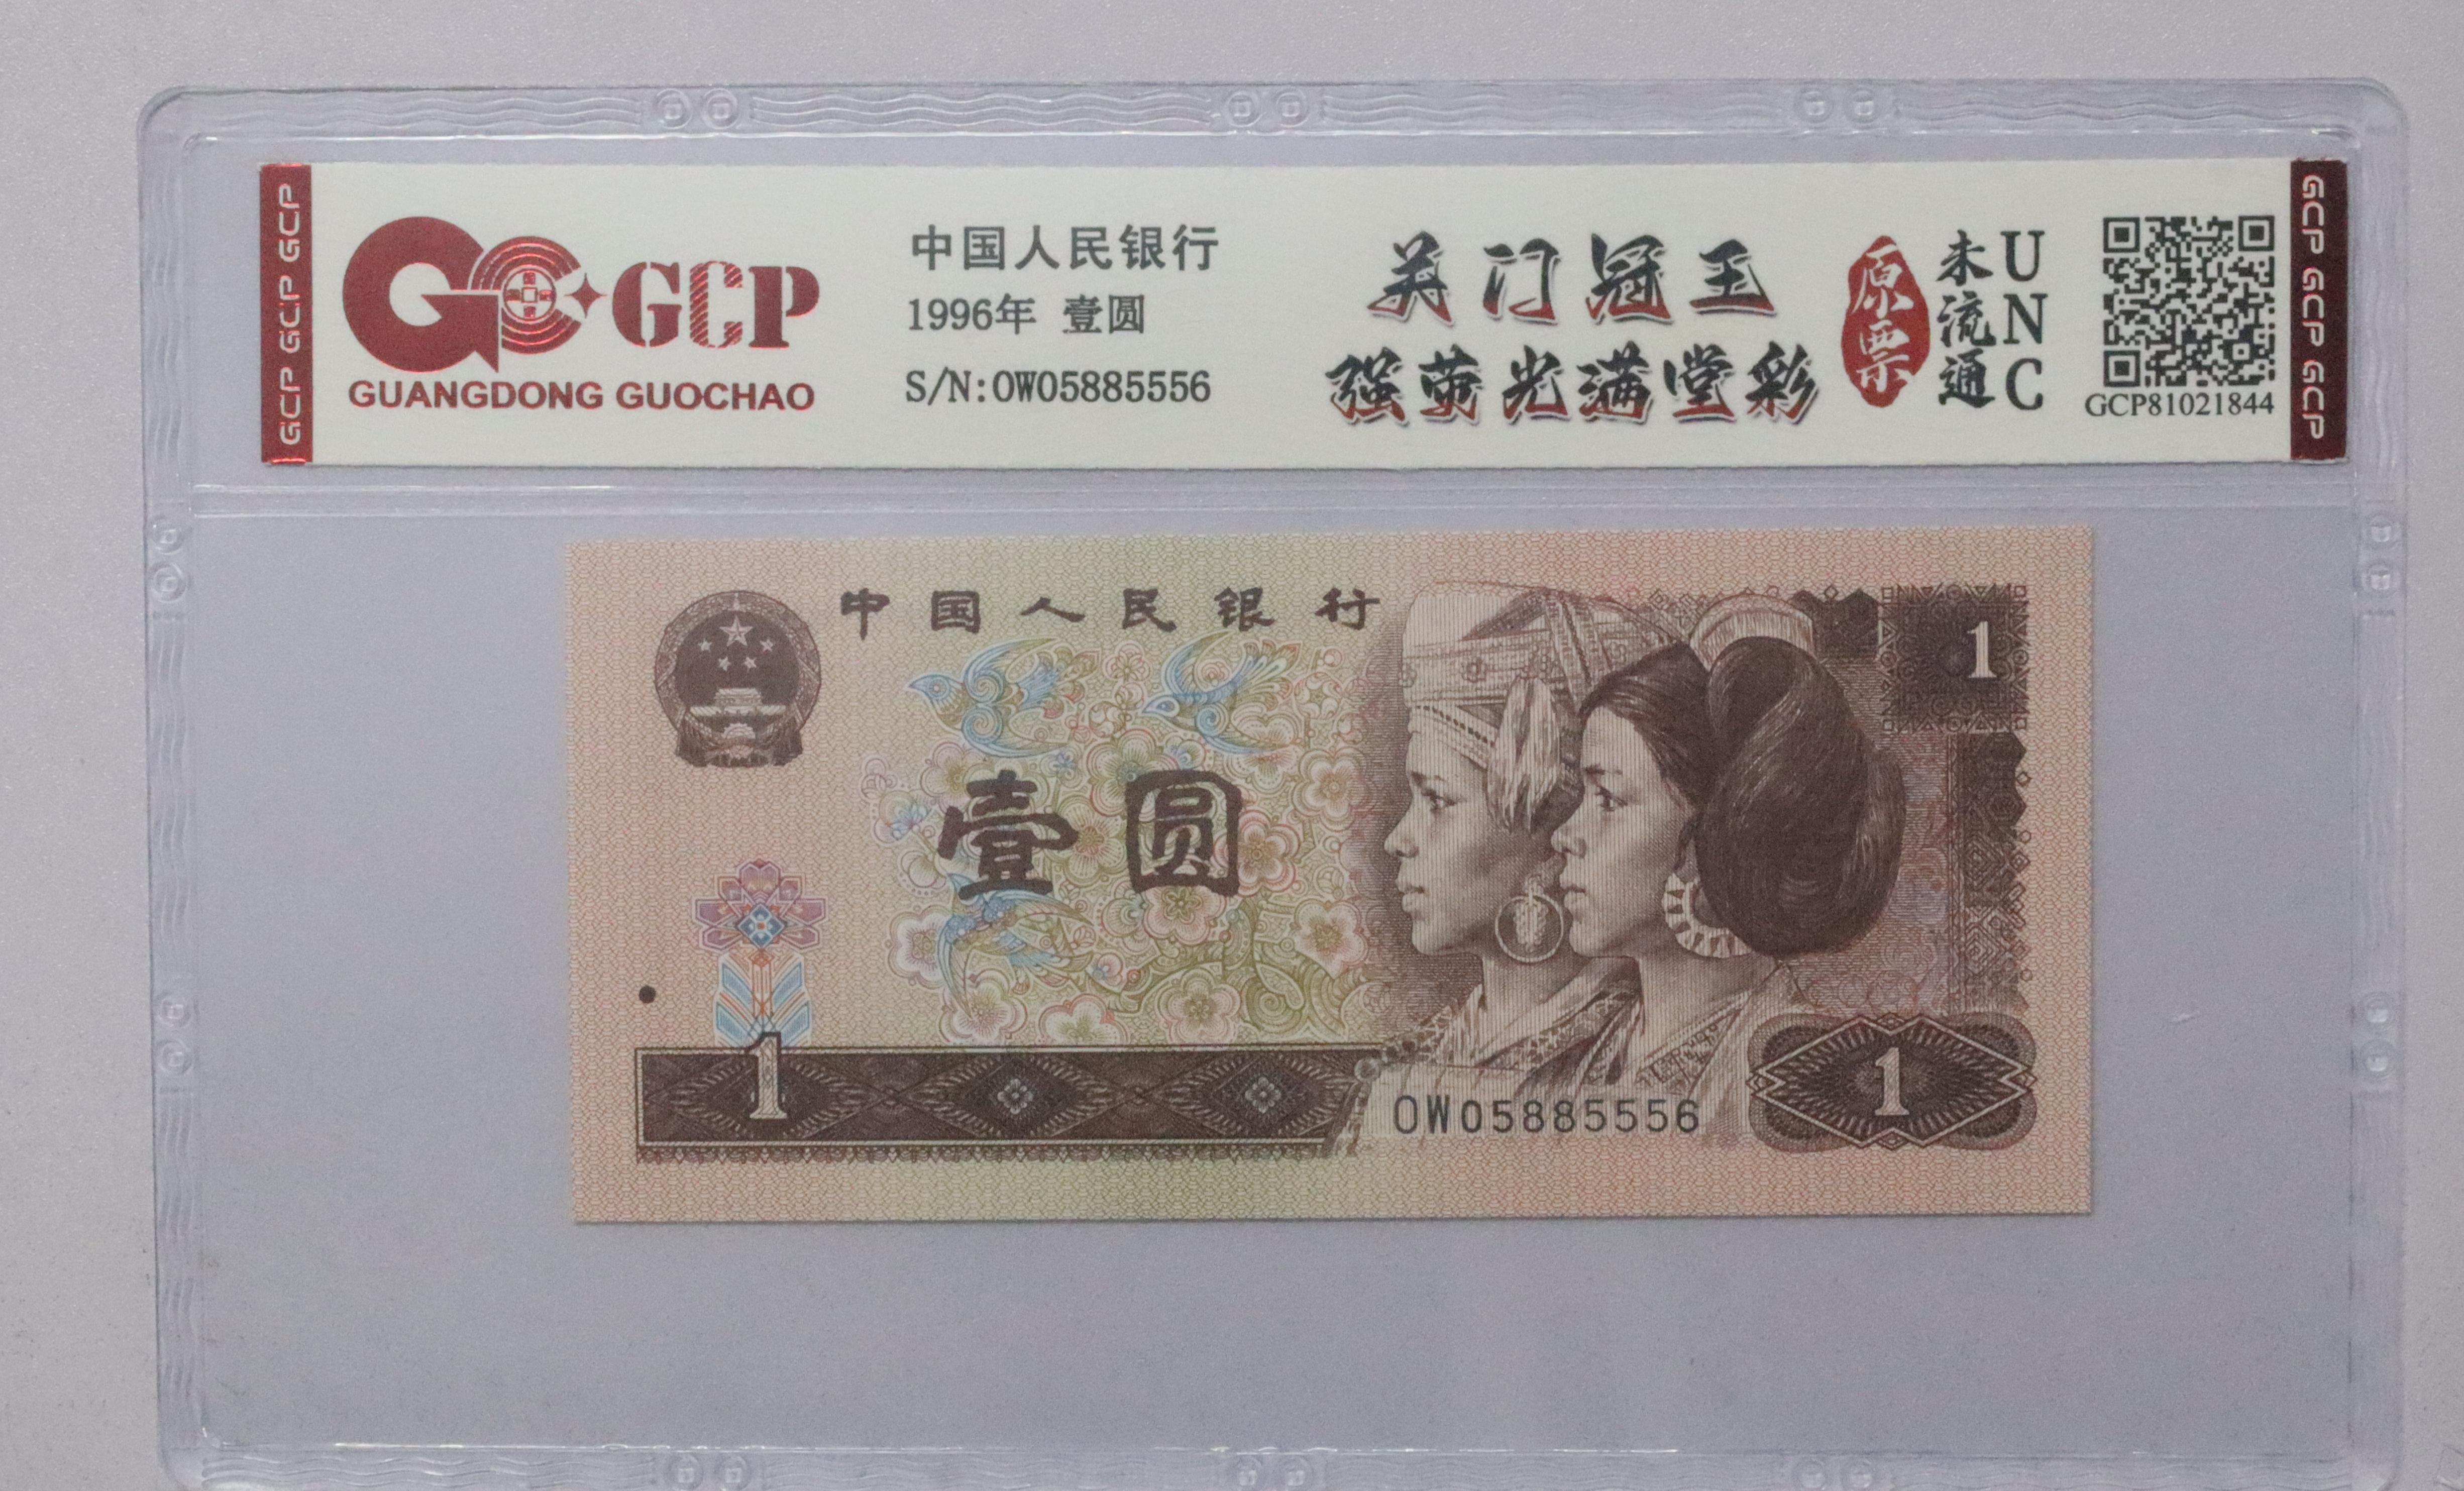 GCP GCP GCP
GCP
GUANGDONG GUOCHAO
中国人民银行
1996年 壹圆
S/N:OW05885556
关门冠王
强荧光满堂彩
原票
未流通
UNC
GCP81021844
GCP GCP GCP
中国人民银行
1
壹圆
1
OW05885556
1